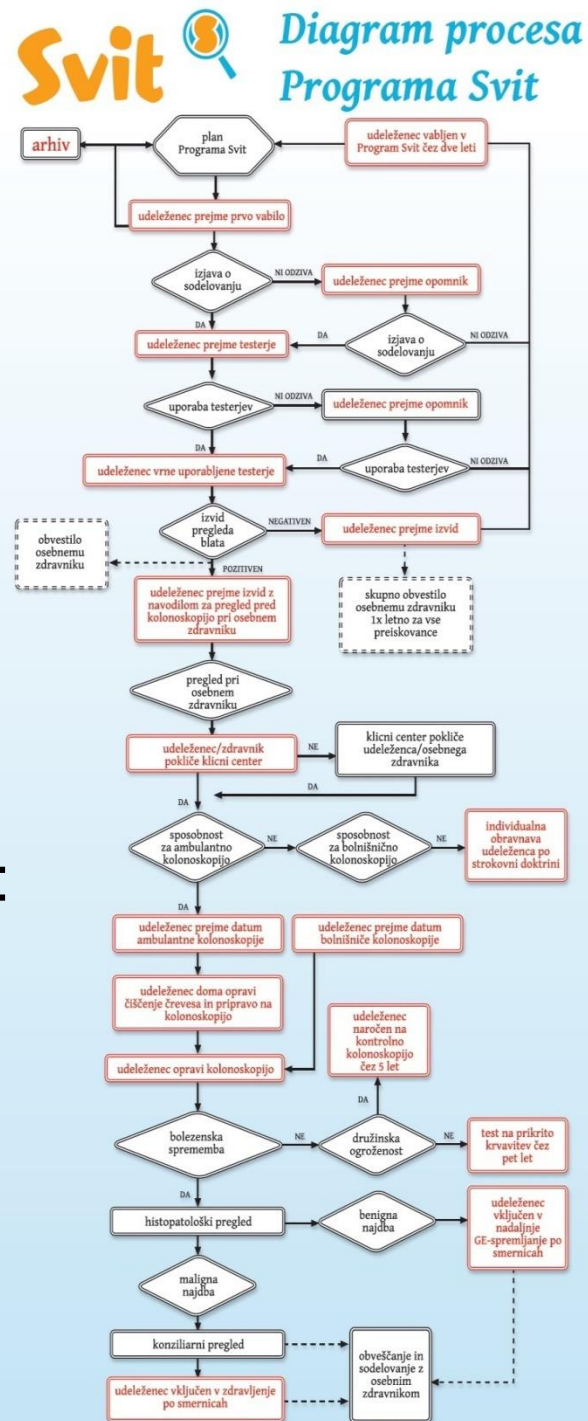 Svit
Diagram procesa
Programa Svit
arhiv
plan
Programa Svit
udeleženec vabljen v
Program Svit čez dve leti
udeleženec prejme prvo vabilo
izjava o
sodelovanju
NI ODZIVA
udeleženec prejme opomnik
DA
udeleženec prejme testerje
DA
izjava o
sodelovanju
NI ODZIVA
uporaba testerjev
NI ODZIVA
udeleženec prejme opomnik
DA
udeleženec vrne uporabljene testerje
DA
uporaba testerjev
NI ODZIVA
izvid
pregleda
blata
NEGATIVEN
udeleženec prejme izvid
obvestilo
osebnemu
zdravniku
POZITIVEN
udeleženec prejme izvid z
navodilom za pregled pred
kolonoskopijo pri osebnem
zdravniku
skupno obvestilo
osebnemu zdravniku
1x letno za vse
preiskovance
pregled pri
osebnem
zdravniku
udeleženec/zdravnik
pokliče klicni center
NE
klicni center pokliče
udeleženca/osebnega
zdravnika
DA
DA
sposobnost
za ambulantno
kolonoskopijo
NE
sposobnost
za bolnišnično
kolonoskopijo
NE
individualna
obravnava
udeleženca po
strokovni doktrini
DA
udeleženec prejme datum
ambulantne kolonoskopije
udeleženec prejme datum
bolnišniče kolonoskopije
udeleženec doma opravi
čiščenje črevesa in pripravo na
kolonoskopijo
udeleženec opravi kolonoskopijo
udeleženec
naročen na
kontrolno
kolonoskopijo
čez 5 let
DA
bolezenska
sprememba
NE
družinska
ogroženost
NE
test na prikrito
krvavitev čez
pet let
DA
histopatološki pregled
benigna
najdba
udeleženec
vključen v
nadaljnje
GE-spremljanje po
smernicah
maligna
najdba
konziliarni pregled
obveščanje in
sodelovanje z
osebnim
zdravnikom
udeleženec vključen v zdravljenje
po smernicah